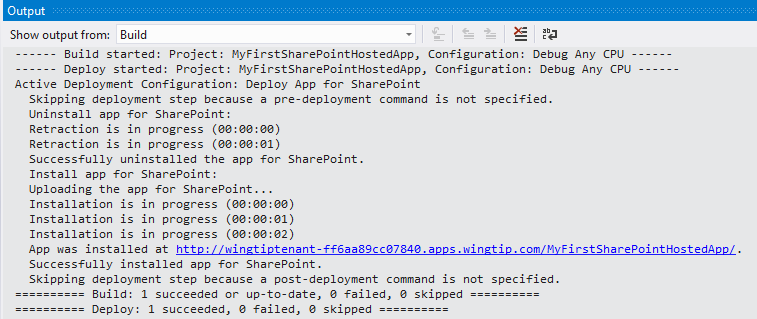 Output
Show output from: Build
------ Build started: Project: MyFirstSharePointHostedApp, Configuration: Debug Any CPU ------
------ Deploy started: Project: MyFirstSharePointHostedApp, Configuration: Debug Any CPU ------
Active Deployment Configuration: Deploy App for SharePoint
  Skipping deployment step because a pre-deployment command is not specified.
  Uninstall app for SharePoint:
  Retraction is in progress (00:00:00)
  Retraction is in progress (00:00:01)
  Successfully uninstalled the app for SharePoint.
  Install app for SharePoint:
  Uploading the app for SharePoint...
  Installation is in progress (00:00:00)
  Installation is in progress (00:00:01)
  Installation is in progress (00:00:02)
  App was installed at http://wingtiptenant-ff6aa89cc07840.apps.wingtip.com/MyFirstSharePointHostedApp/.
  Successfully installed app for SharePoint.
  Skipping deployment step because a post-deployment command is not specified.
========== Build: 1 succeeded or up-to-date, 0 failed, 0 skipped ==========
========== Deploy: 1 succeeded, 0 failed, 0 skipped ==========